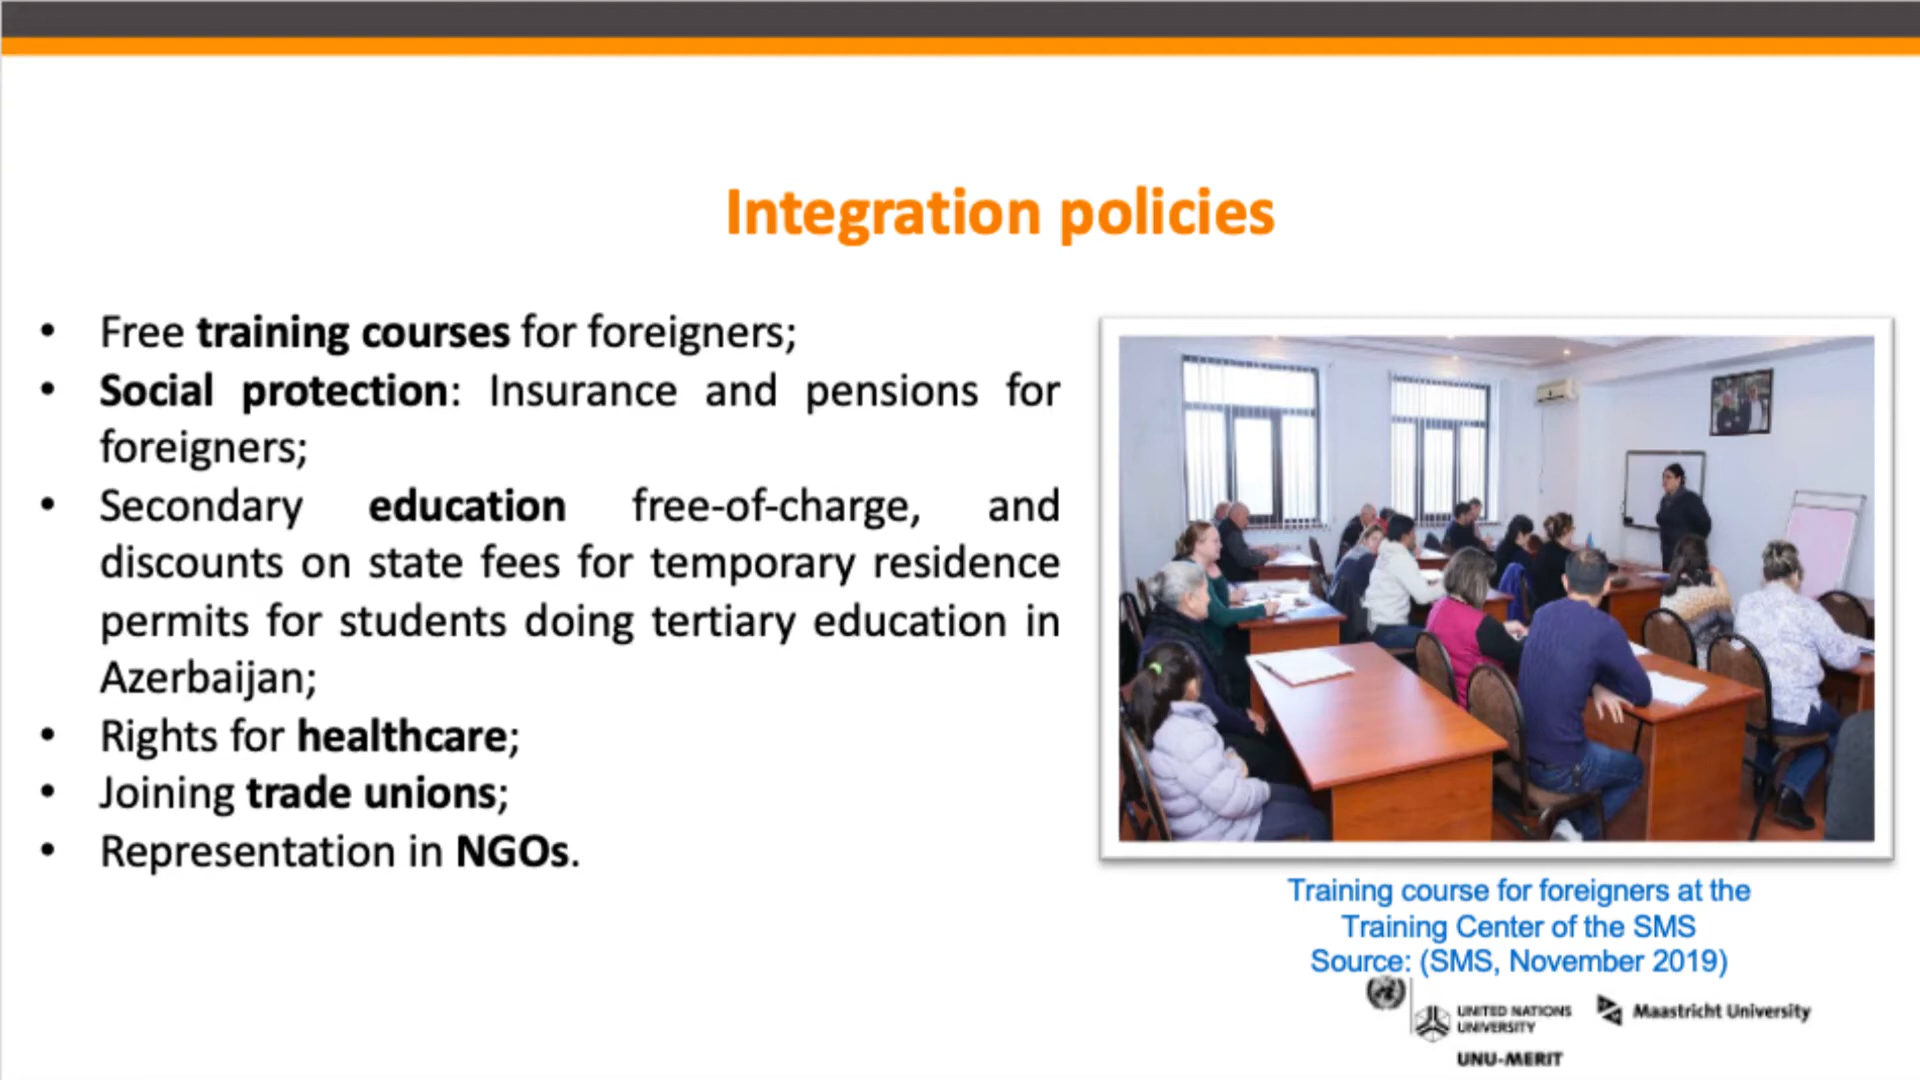 Integration policies
• Free training courses for foreigners;
• Social protection: Insurance and pensions for
foreigners;
• Secondary education free-of-charge, and
discounts on state fees for temporary residence
permits for students doing tertiary education in
Azerbaijan;
• Rights for healthcare;
• Joining trade unions;
• Representation in NGOs.
Training course for foreigners at the
Training Center of the SMS
Source: (SMS, November 2019)
UNITED NATIONS
UNIVERSITY
UNU-MERIT
Maastricht University